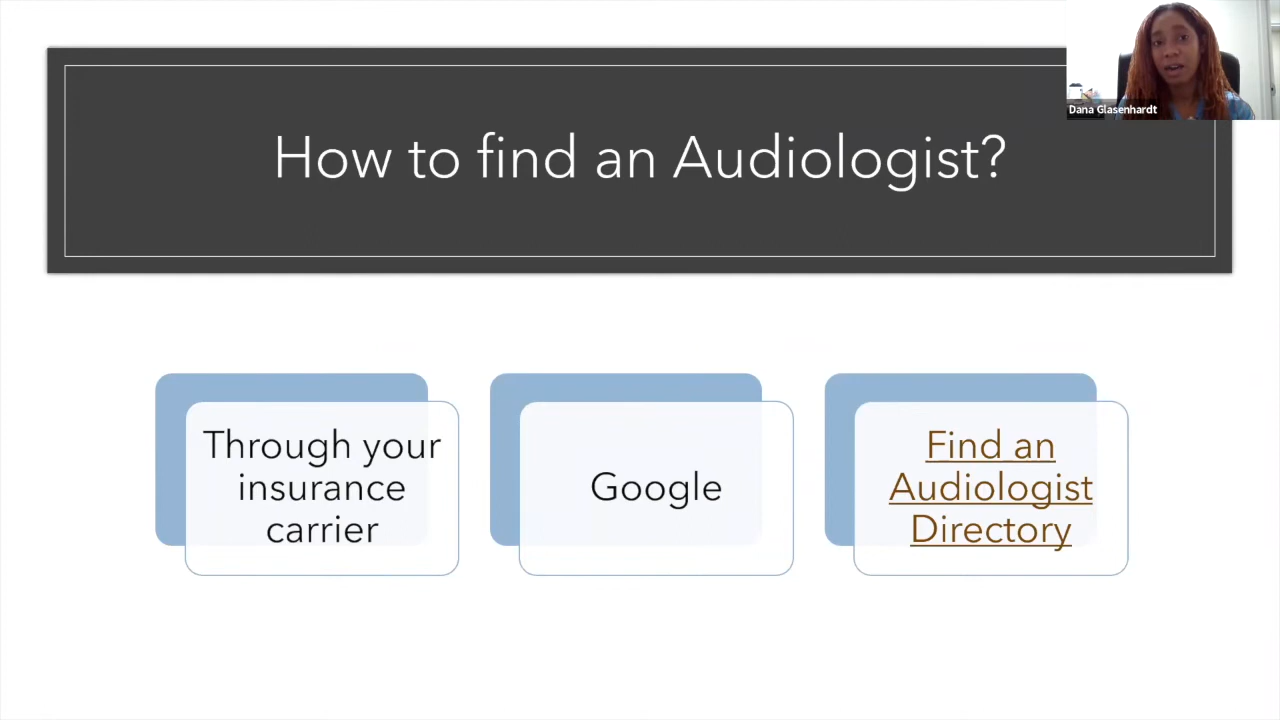 Dana Glasenhardt
How to find an Audiologist?
Through your
insurance
carrier
Google
Find an
Audiologist
Directory